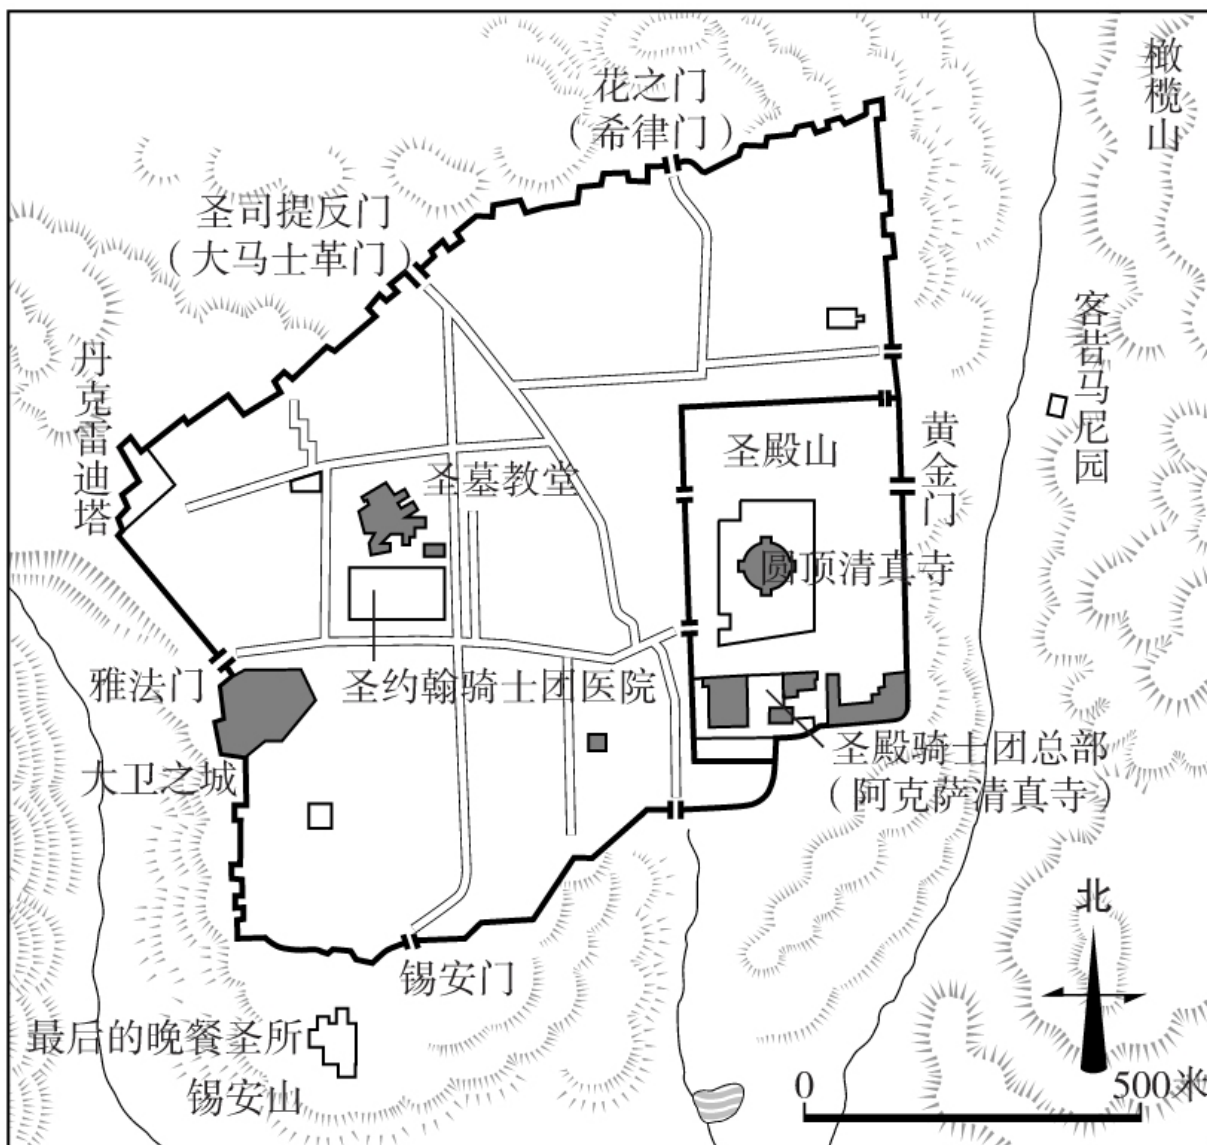 橄榄山
花之门
（希律门）
圣司提反门
（大马士革门）
客昔马尼园
丹克雷迪塔
黄金门
圣殿山
圣墓教堂
圆顶清真寺
雅法门
圣约翰骑士团医院
圣殿骑士团总部
（阿克萨清真寺）
大卫之城
北
锡安门
最后的晚餐圣所
锡安山
0 500米